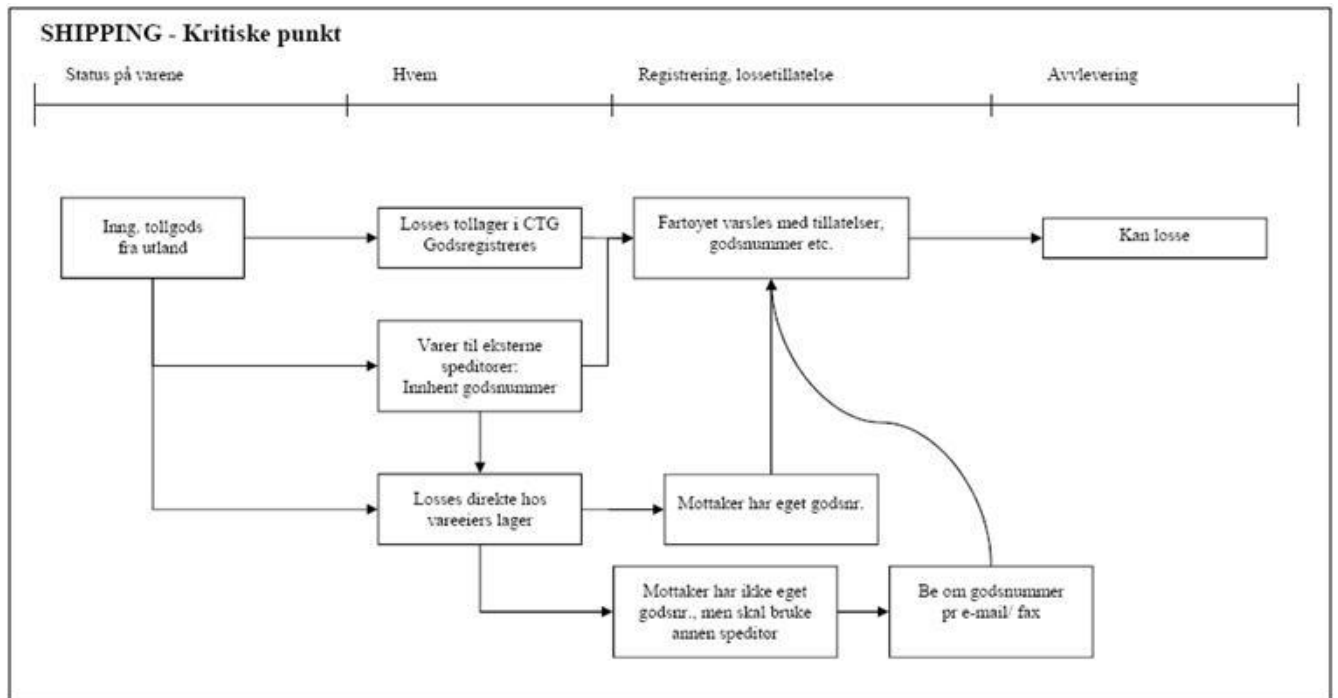 SHIPPING - Kritiske punkt
Status på varene
Hvem
Registrering, lossetillatelse
Avvlevering
Inng. tollgods
fra utland
Losses tollager i CTG
Godsregistreres
Fartøyet varsles med tillatelser,
godsnummer etc.
Kan losse
Varer til eksterne
speditorer:
Innhent godsnummer
Losses direkte hos
vareeiers lager
Mottaker har eget godsnr.
Mottaker har ikke eget
godsnr., men skal bruke
annen speditor
Be om godsnummer
pr e-mail/ fax